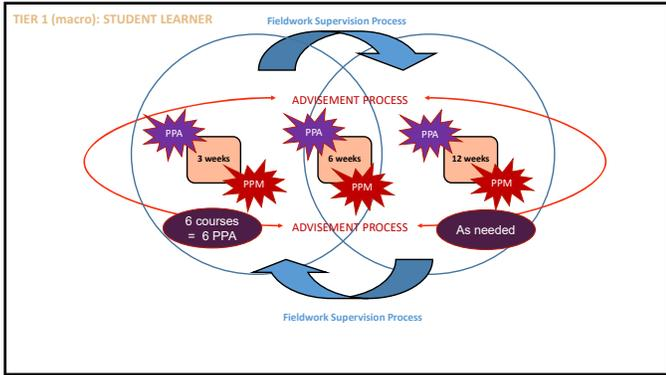 TIER 1 (macro): STUDENT LEARNER
Fieldwork Supervision Process
ADVISEMENT PROCESS
PPA
PPA
PPA
3 weeks
6 weeks
12 weeks
PPM
PPM
PPM
6 courses
= 6 PPA
ADVISEMENT PROCESS
As needed
Fieldwork Supervision Process